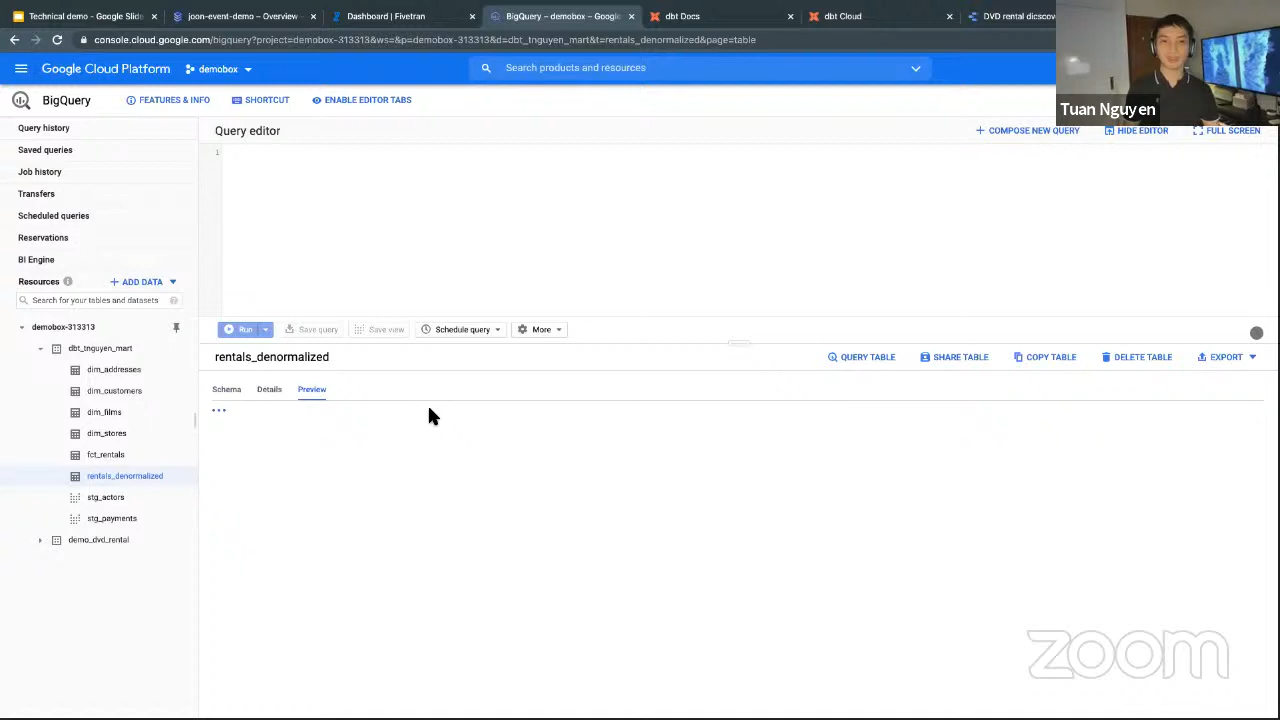 Technical demo - Google Slide
joon-event-demo – Overview -
Dashboard | Fivetran
BigQuery – demobox – Google
dbt Docs
dbt Cloud
DVD rental dicscove
console.cloud.google.com/bigquery?project=demobox-313313&ws=&p=demobox-313313&d=dbt_tnguyen_mart&t=rentals_denormalized&page=table
Google Cloud Platform
demobox
Search products and resources
BigQuery
FEATURES & INFO
SHORTCUT
ENABLE EDITOR TABS
Tuan Nguyen
Query history
Saved queries
Job history
Transfers
Scheduled queries
Reservations
BI Engine
Resources
+ ADD DATA
Search for your tables and datasets
demobox-313313
dbt_tnguyen_mart
dim_addresses
dim_customers
dim_films
dim_stores
fct_rentals
rentals_denormalized
stg_actors
stg_payments
demo_dvd_rental
Query editor
+ COMPOSE NEW QUERY
HIDE EDITOR
FULL SCREEN
1
Run
Save query
Save view
Schedule query
More
rentals_denormalized
QUERY TABLE
SHARE TABLE
COPY TABLE
DELETE TABLE
EXPORT
Schema
Details
Preview
zoom